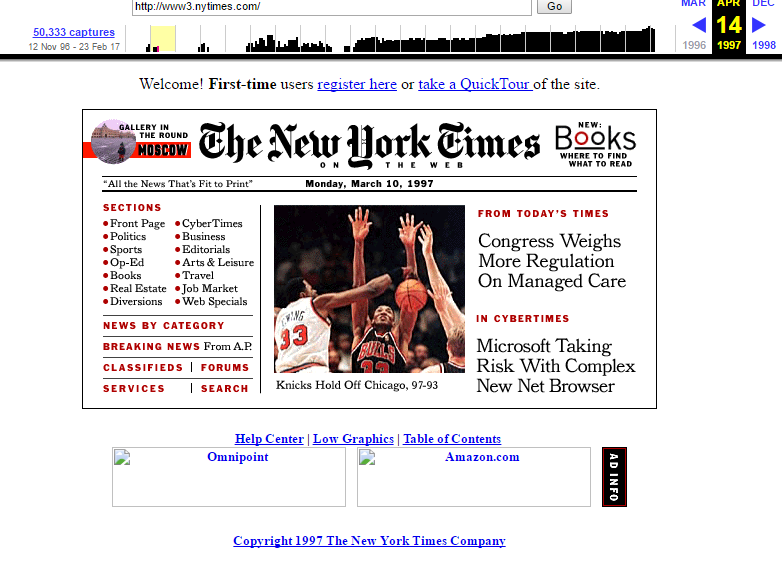 http://www3.nytimes.com/ Go
50,333 captures
12 Nov 96 - 23 Feb 17
MAR APR DEC
14
1996 1997 1998
Welcome! First-time users register here or take a QuickTour of the site.
GALLERY IN
THE ROUND
MOSCOW
The New York Times
ON THE WEB
NEW:
Books
WHERE TO FIND
WHAT TO READ
"All the News That's Fit to Print" Monday, March 10, 1997
SECTIONS
Front Page CyberTimes
Politics Business
Sports Editorials
Op-Ed Arts & Leisure
Books Travel
Real Estate Job Market
Diversions Web Specials
NEWS BY CATEGORY
BREAKING NEWS From A.P.
CLASSIFIEDS | FORUMS
SERVICES | SEARCH
EWING
33
BULLS
Knicks Hold Off Chicago, 97-93
FROM TODAY'S TIMES
Congress Weighs
More Regulation
On Managed Care
IN CYBERTIMES
Microsoft Taking
Risk With Complex
New Net Browser
Help Center | Low Graphics | Table of Contents
Omnipoint Amazon.com
AD INFO
Copyright 1997 The New York Times Company